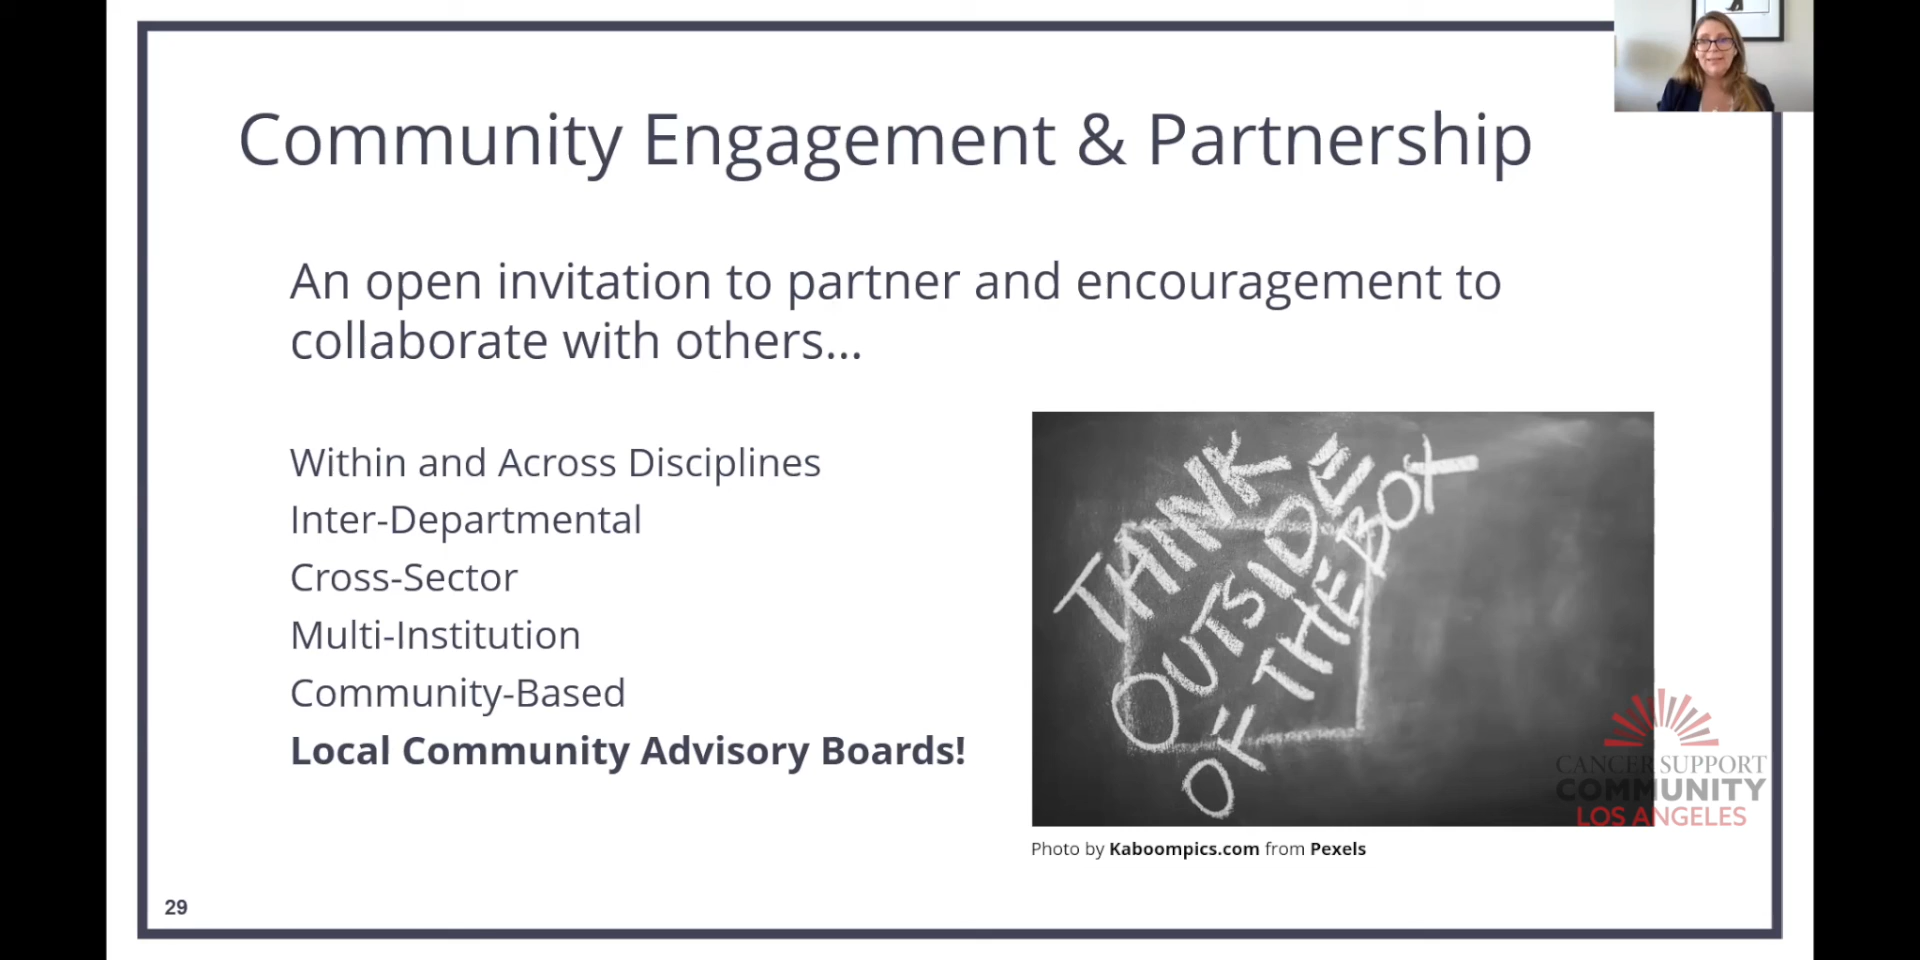 Community Engagement & Partnership
An open invitation to partner and encouragement to
collaborate with others...
Within and Across Disciplines
Inter-Departmental
Cross-Sector
Multi-Institution
Community-Based
Local Community Advisory Boards!
THINK
OUTSIDE
OF THE BOX
CANCER SUPPORT
COMMUNITY
LOS ANGELES
Photo by Kaboompics.com from Pexels
29